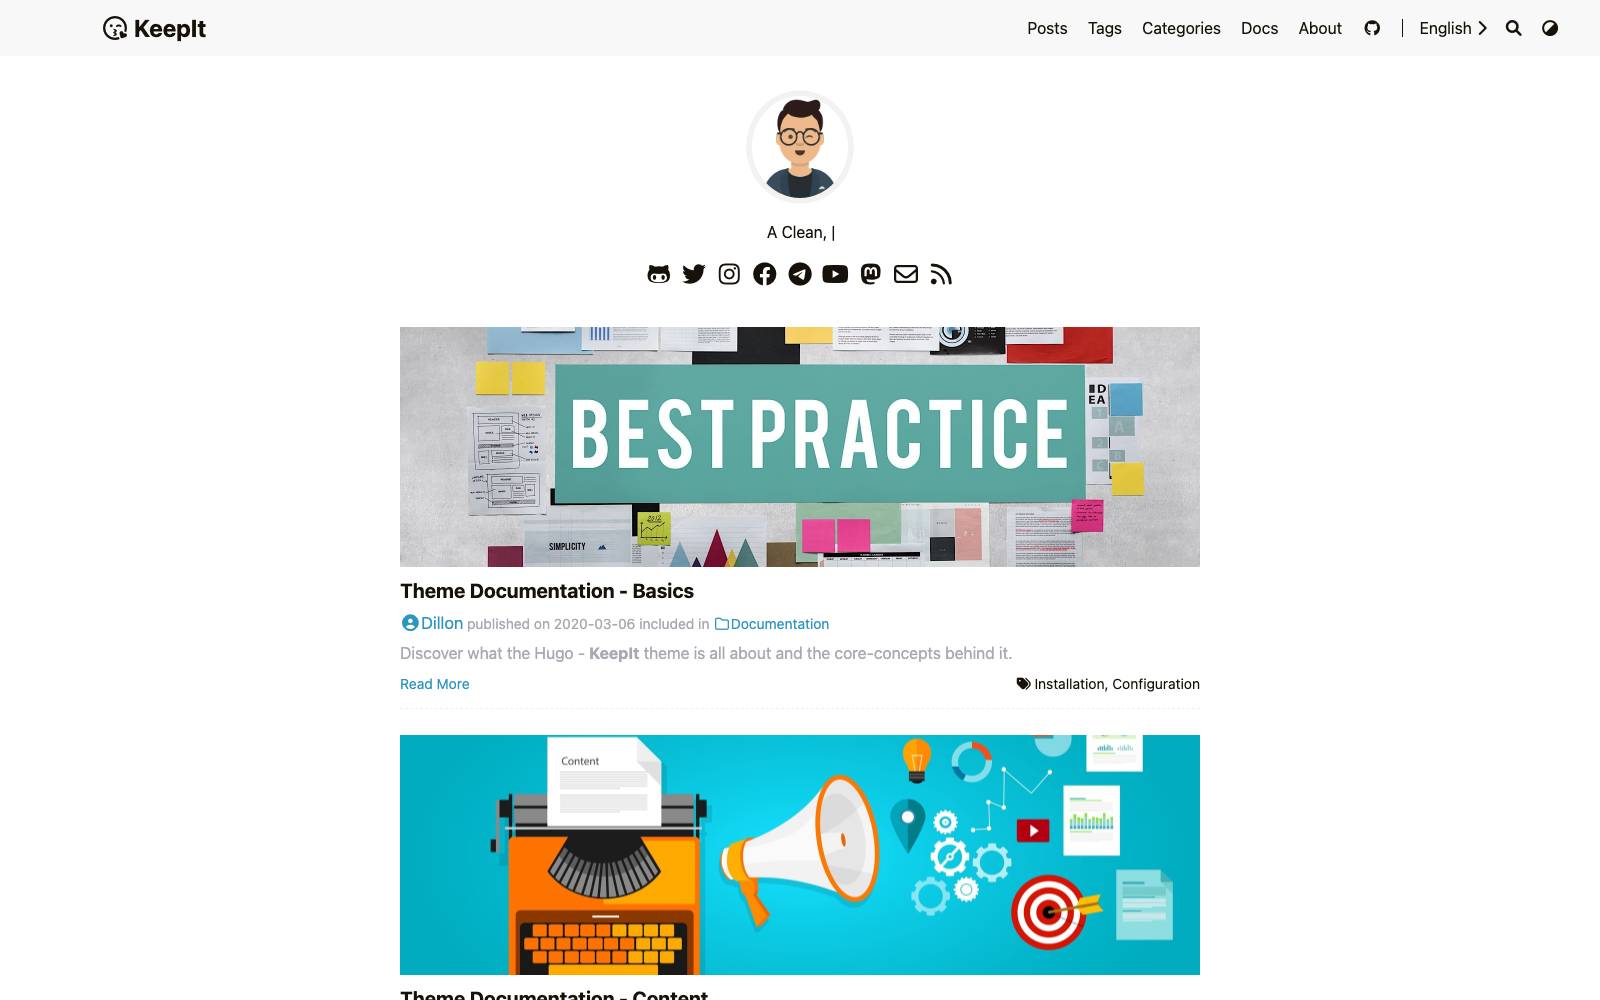 KeepIt
Posts Tags Categories Docs About English
A Clean, |
BEST PRACTICE
IDEA
2012
SIMPLICITY
Theme Documentation - Basics
Dillon published on 2020-03-06 included in Documentation
Discover what the Hugo - KeepIt theme is all about and the core-concepts behind it.
Read More
Installation, Configuration
Content
Theme Documentation - Content